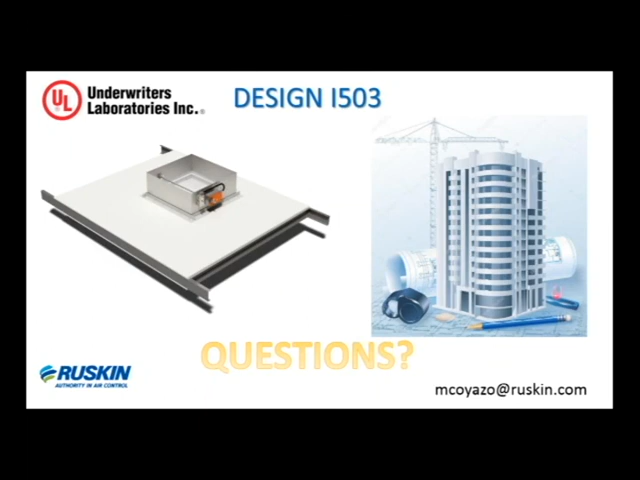 UL
Underwriters
Laboratories Inc.®
DESIGN I503
QUESTIONS?
RUSKIN
AUTHORITY IN AIR CONTROL
mcoyazo@ruskin.com